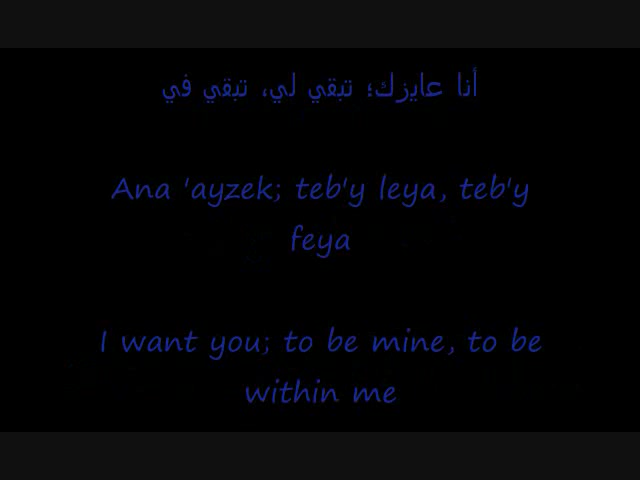 أنا عايزك؛ تبقي لي، تبقي في
Ana 'ayzek; teb'y leya, teb'y
feya
I want you; to be mine, to be
within me